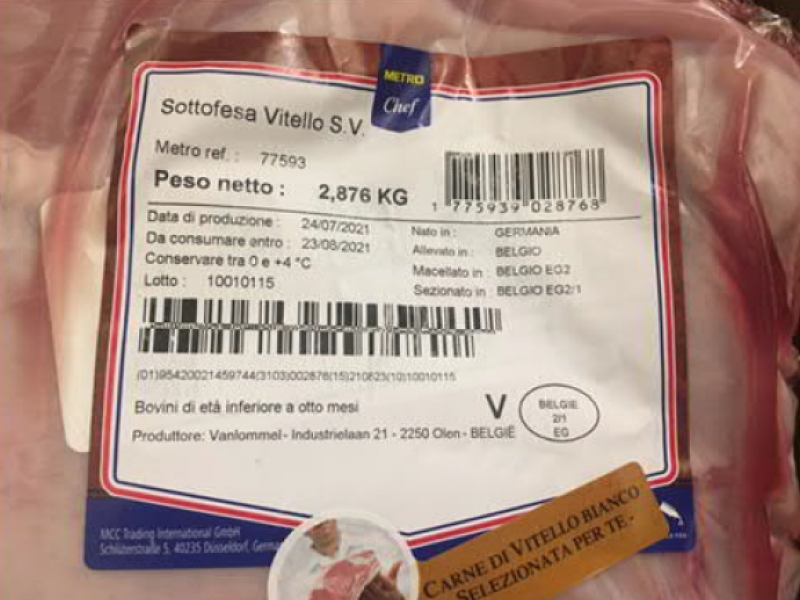 METRO
Chef
Sottofesa Vitello S.V.
Metro ref. : 77593
Peso netto : 2,876 KG
1 775939 028768
Data di produzione : 24/07/2021
Da consumare entro : 23/08/2021
Conservare tra 0 e +4 °C
Lotto : 10010115
Nato in : GERMANIA
Allevato in : BELGIO
Macellato in : BELGIO EG2
Sezionato in : BELGIO EG2/1
(01)95420021459744(3103)002876(15)210823(10)10010115
Bovini di età inferiore a otto mesi
V
BELGIE
2/1
EG
Produttore: Vanlommel- Industrielaan 21 - 2250 Olen - BELGIË
MCC Trading International GmbH
Schlüterstraße 5, 40235 Düsseldorf,
CARNE DI VITELLO BIANCO
SELEZIONATA PER TE -